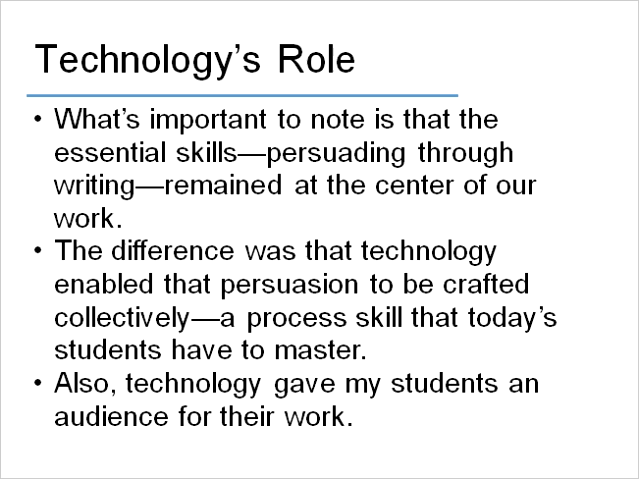 Technology’s Role
• What’s important to note is that the
essential skills—persuading through
writing—remained at the center of our
work.
• The difference was that technology
enabled that persuasion to be crafted
collectively—a process skill that today’s
students have to master.
• Also, technology gave my students an
audience for their work.